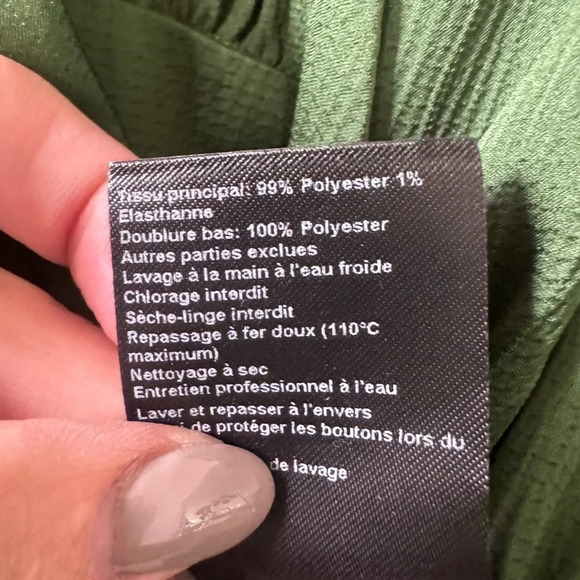 Tissu principal: 99% Polyester 1%
Elasthanne
Doublure bas: 100% Polyester
Autres parties exclues
Lavage à la main à l'eau froide
Chlorage interdit
Sèche-linge interdit
Repassage à fer doux (110°C
maximum)
Nettoyage à sec
Entretien professionnel à l'eau
Laver et repasser à l'envers
de protéger les boutons lors du
de lavage